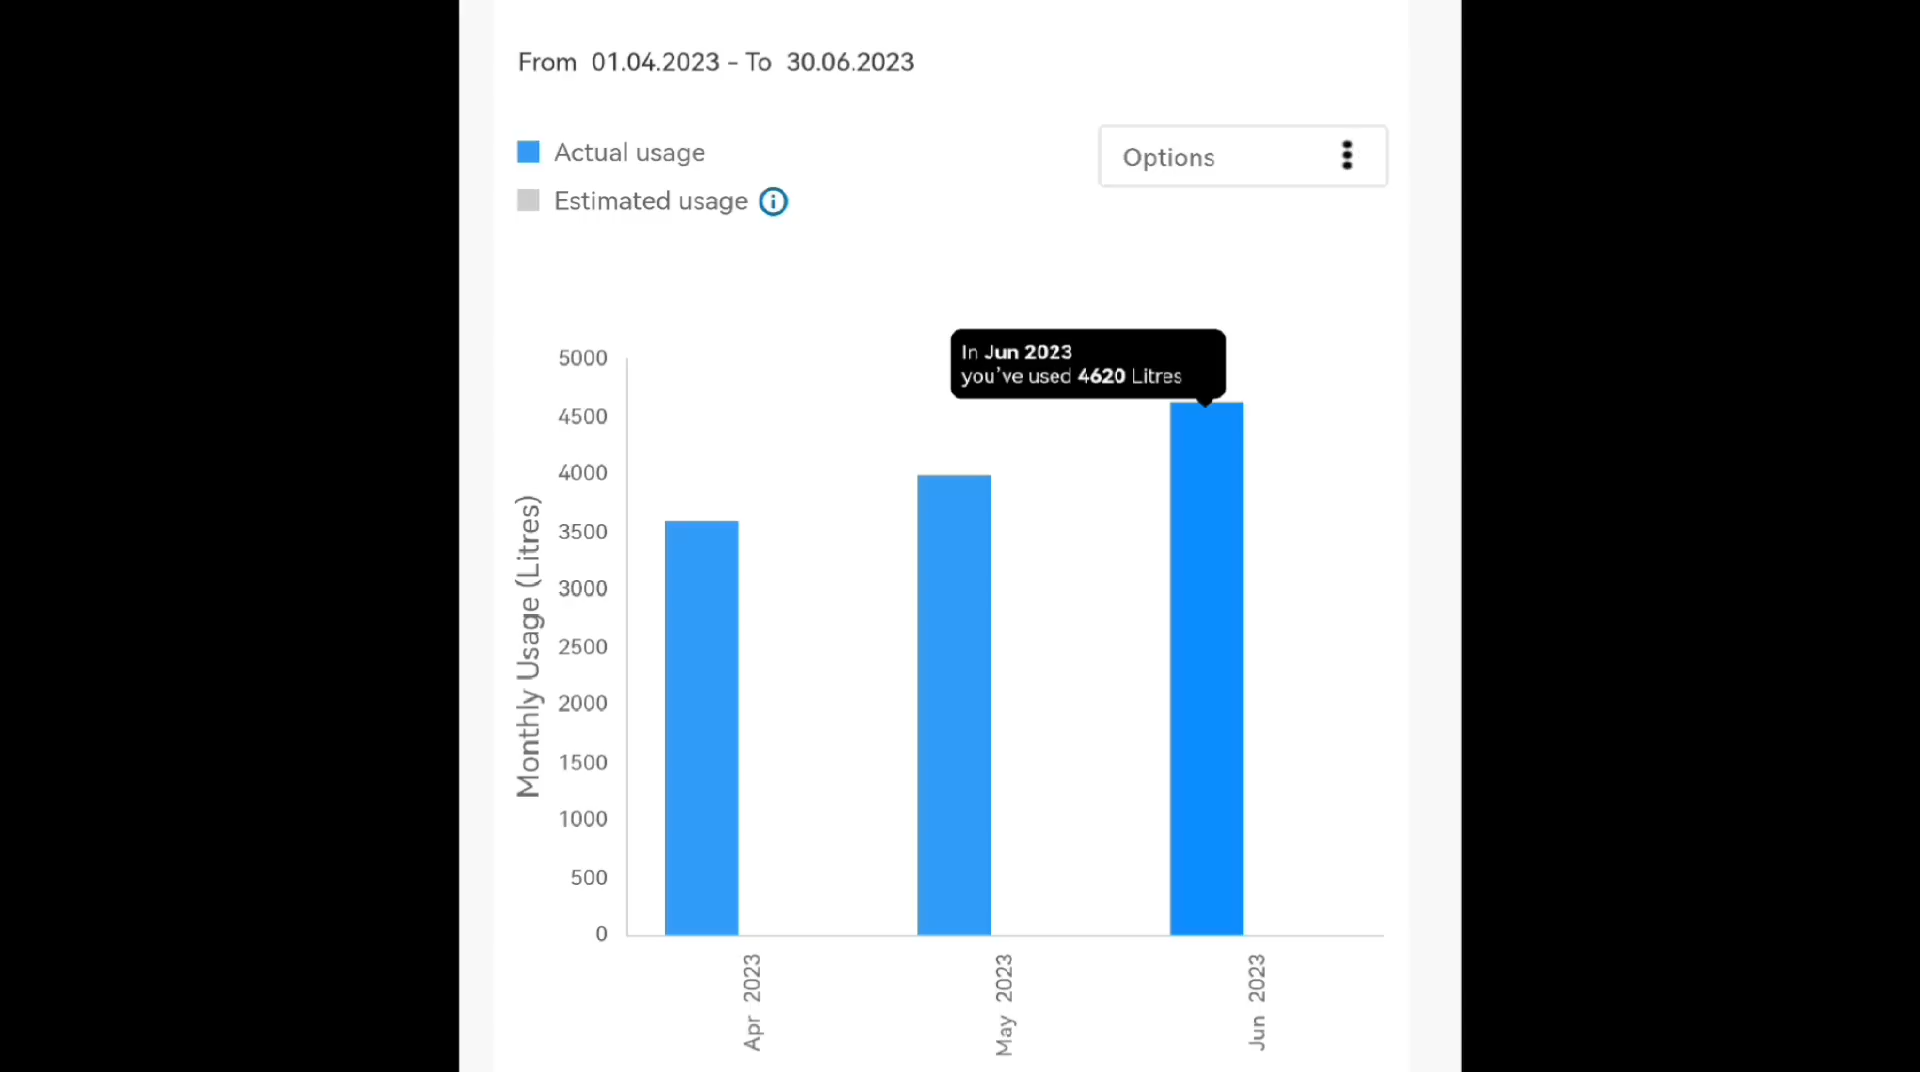 From 01.04.2023 - To 30.06.2023
Actual usage
Options
Estimated usage
In Jun 2023
you've used 4620 Litres
Monthly Usage (Litres)
5000
4500
4000
3500
3000
2500
2000
1500
1000
500
0
Apr 2023
May 2023
Jun 2023